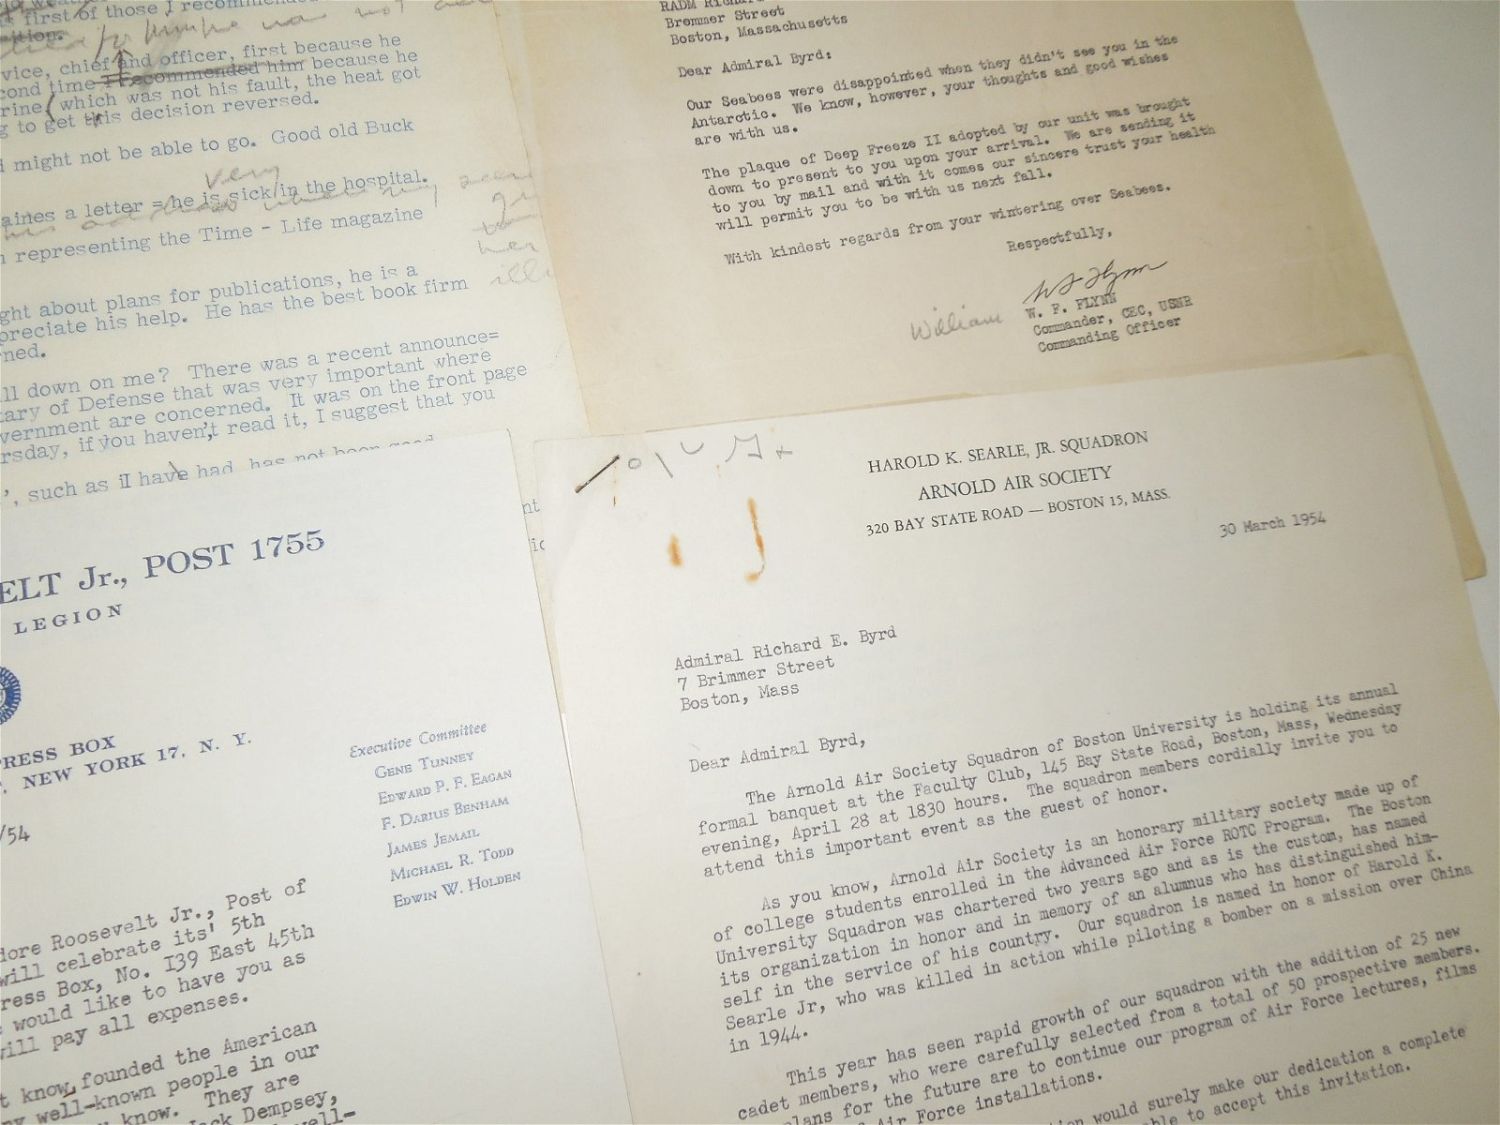 first of those I recommend
vice, chief and officer, first because he
cond time I recommended him because he
rine which was not his fault, the heat got
g to get this decision reversed.
might not be able to go. Good old Buck
very
aines a letter = he is sick/in the hospital.
representing the Time - Life magazine
ght about plans for publications, he is a
preciate his help. He has the best book firm
ned.
ll down on me? There was a recent announce=
tary of Defense that was very important where
vernment are concerned. It was on the front page
rsday, if you haven't read it, I suggest that you
', such as I have had, has not been good
RADM
Brommer Street
Boston, Massachusetts
Dear Admiral Byrd:
Our Seabees were disappointed when they didn't see you in the
Antarctic. We know, however, your thoughts and good wishes
are with us.
The plaque of Deep Freeze II adopted by our unit was brought
down to present to you upon your arrival. We are sending it
to you by mail and with it comes our sincere trust your health
will permit you to be with us next fall.
With kindest regards from your wintering over Seabees.
Respectfully,
W F Flynn
William
W. F. FLYNN
Commander, CEC, USNR
Commanding Officer
ELT Jr., POST 1755
LEGION
PRESS BOX
NEW YORK 17, N. Y.
/54
Executive Committee
GENE TUNNEY
EDWARD P. F. EAGAN
F. DARIUS BENHAM
JAMES JEMAIL
MICHAEL R. TODD
EDWIN W. HOLDEN
dore Roosevelt Jr., Post of
will celebrate its' 5th
ress Box, No. I39 East 45th
would like to have you as
will pay all expenses.
t know, founded the American
ny well-known people in our
know. They are
ck Dempsey,
well-
HAROLD K. SEARLE, JR. SQUADRON
ARNOLD AIR SOCIETY
320 BAY STATE ROAD — BOSTON 15, MASS.
30 March 1954
Admiral Richard E. Byrd
7 Brimmer Street
Boston, Mass
Dear Admiral Byrd,
The Arnold Air Society Squadron of Boston University is holding its annual
formal banquet at the Faculty Club, 145 Bay State Road, Boston, Mass, Wednesday
evening, April 28 at 1830 hours. The squadron members cordially invite you to
attend this important event as the guest of honor.
As you know, Arnold Air Society is an honorary military society made up of
of college students enrolled in the Advanced Air Force ROTC Program. The Boston
University Squadron was chartered two years ago and as is the custom, has named
its organization in honor and in memory of an alumnus who has distinguished him-
self in the service of his country. Our squadron is named in honor of Harold K.
Searle Jr, who was killed in action while piloting a bomber on a mission over China
in 1944.
This year has seen rapid growth of our squadron with the addition of 25 new
cadet members, who were carefully selected from a total of 50 prospective members.
plans for the future are to continue our program of Air Force lectures, films
Air Force installations.
would surely make our dedication a complete
to accept this invitation.